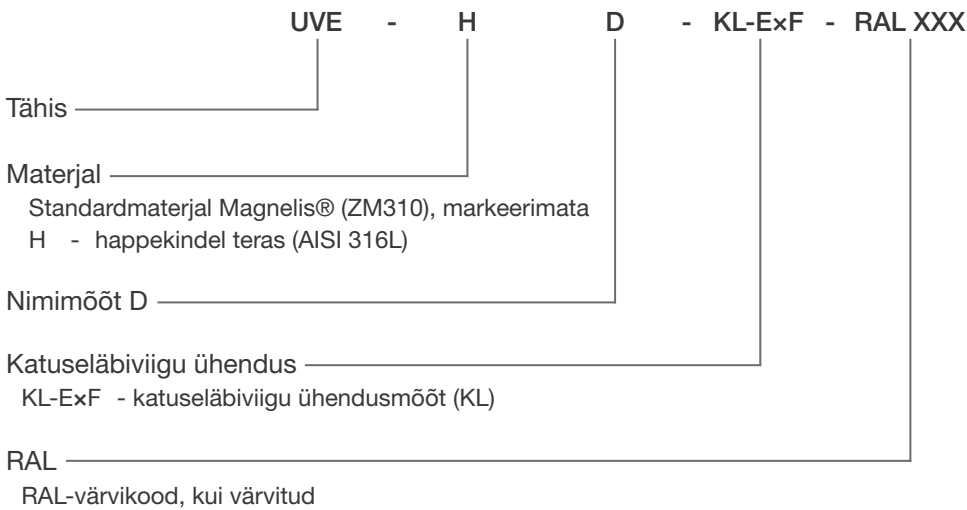 UVE - H D - KL-E×F - RAL XXX
Tähis
Materjal
Standardmaterjal Magnelis® (ZM310), markeerimata
H - happekindel teras (AISI 316L)
Nimimõõt D
Katuseläbiviigu ühendus
KL-E×F - katuseläbiviigu ühendusmõõt (KL)
RAL
RAL-värvikood, kui värvitud